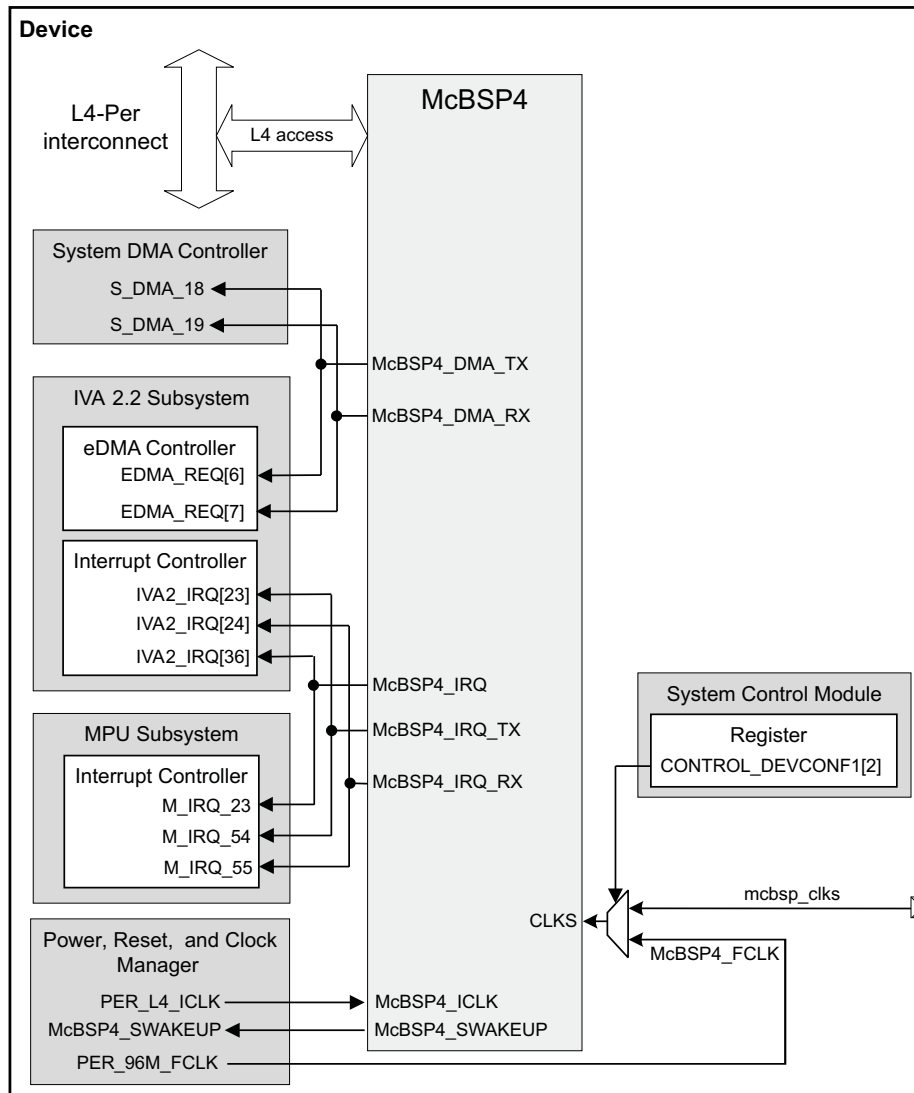 Device
L4-Per
interconnect
L4 access
McBSP4
System DMA Controller
S_DMA_18
S_DMA_19
McBSP4_DMA_TX
McBSP4_DMA_RX
IVA 2.2 Subsystem
eDMA Controller
EDMA_REQ[6]
EDMA_REQ[7]
Interrupt Controller
IVA2_IRQ[23]
IVA2_IRQ[24]
IVA2_IRQ[36]
McBSP4_IRQ
McBSP4_IRQ_TX
McBSP4_IRQ_RX
MPU Subsystem
Interrupt Controller
M_IRQ_23
M_IRQ_54
M_IRQ_55
System Control Module
Register
CONTROL_DEVCONF1[2]
CLKS
mcbsp_clks
McBSP4_FCLK
Power, Reset, and Clock
Manager
PER_L4_ICLK
McBSP4_SWAKEUP
PER_96M_FCLK
McBSP4_ICLK
McBSP4_SWAKEUP